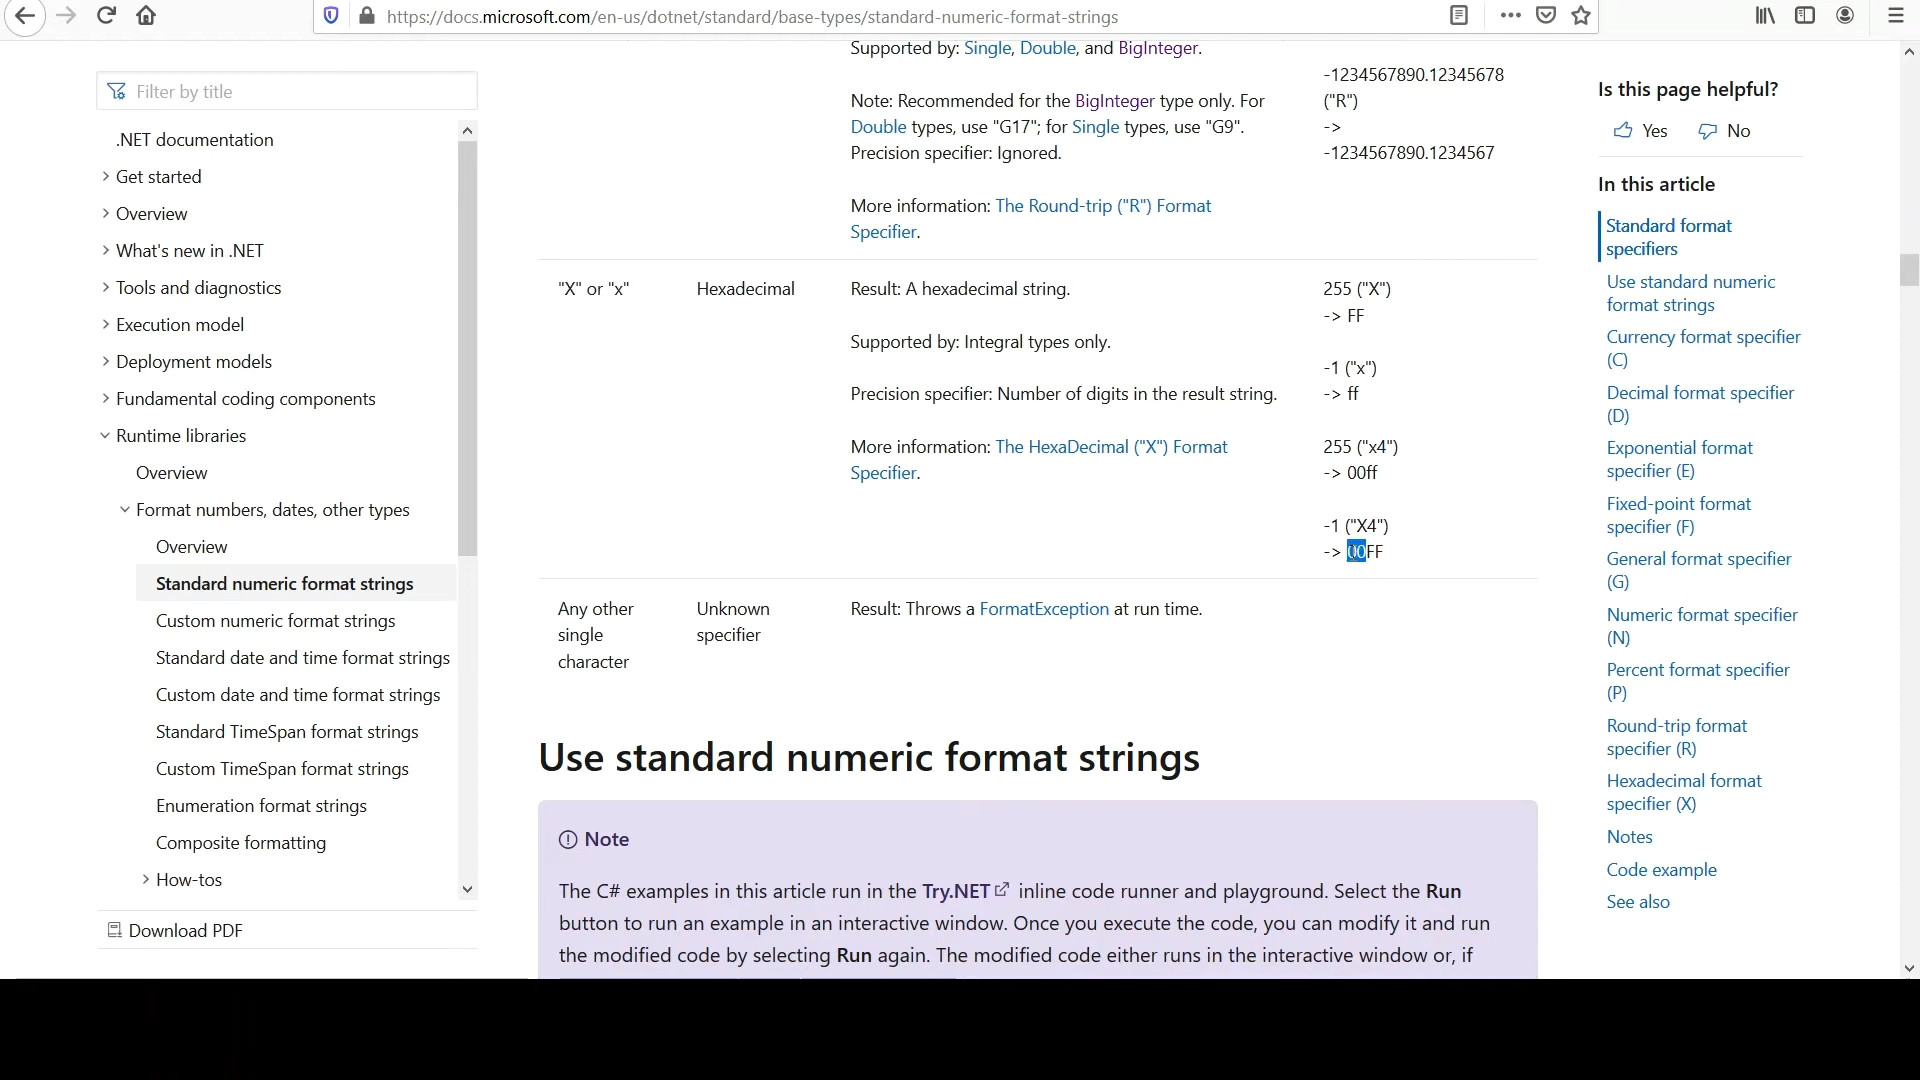 https://docs.microsoft.com/en-us/dotnet/standard/base-types/standard-numeric-format-strings
Filter by title
.NET documentation
Get started
Overview
What's new in .NET
Tools and diagnostics
Execution model
Deployment models
Fundamental coding components
Runtime libraries
Overview
Format numbers, dates, other types
Overview
Standard numeric format strings
Custom numeric format strings
Standard date and time format strings
Custom date and time format strings
Standard TimeSpan format strings
Custom TimeSpan format strings
Enumeration format strings
Composite formatting
How-tos
Download PDF
Supported by: Single, Double, and BigInteger.
Note: Recommended for the BigInteger type only. For
Double types, use "G17"; for Single types, use "G9".
Precision specifier: Ignored.
More information: The Round-trip ("R") Format
Specifier.
-1234567890.12345678
("R")
->
-1234567890.1234567
"X" or "x"
Hexadecimal
Result: A hexadecimal string.
Supported by: Integral types only.
Precision specifier: Number of digits in the result string.
More information: The HexaDecimal ("X") Format
Specifier.
255 ("X")
-> FF
-1 ("x")
-> ff
255 ("x4")
-> 00ff
-1 ("X4")
-> 00FF
Any other
single
character
Unknown
specifier
Result: Throws a FormatException at run time.
Use standard numeric format strings
Note
The C# examples in this article run in the Try.NET inline code runner and playground. Select the Run
button to run an example in an interactive window. Once you execute the code, you can modify it and run
the modified code by selecting Run again. The modified code either runs in the interactive window or, if
Is this page helpful?
Yes No
In this article
Standard format
specifiers
Use standard numeric
format strings
Currency format specifier
(C)
Decimal format specifier
(D)
Exponential format
specifier (E)
Fixed-point format
specifier (F)
General format specifier
(G)
Numeric format specifier
(N)
Percent format specifier
(P)
Round-trip format
specifier (R)
Hexadecimal format
specifier (X)
Notes
Code example
See also